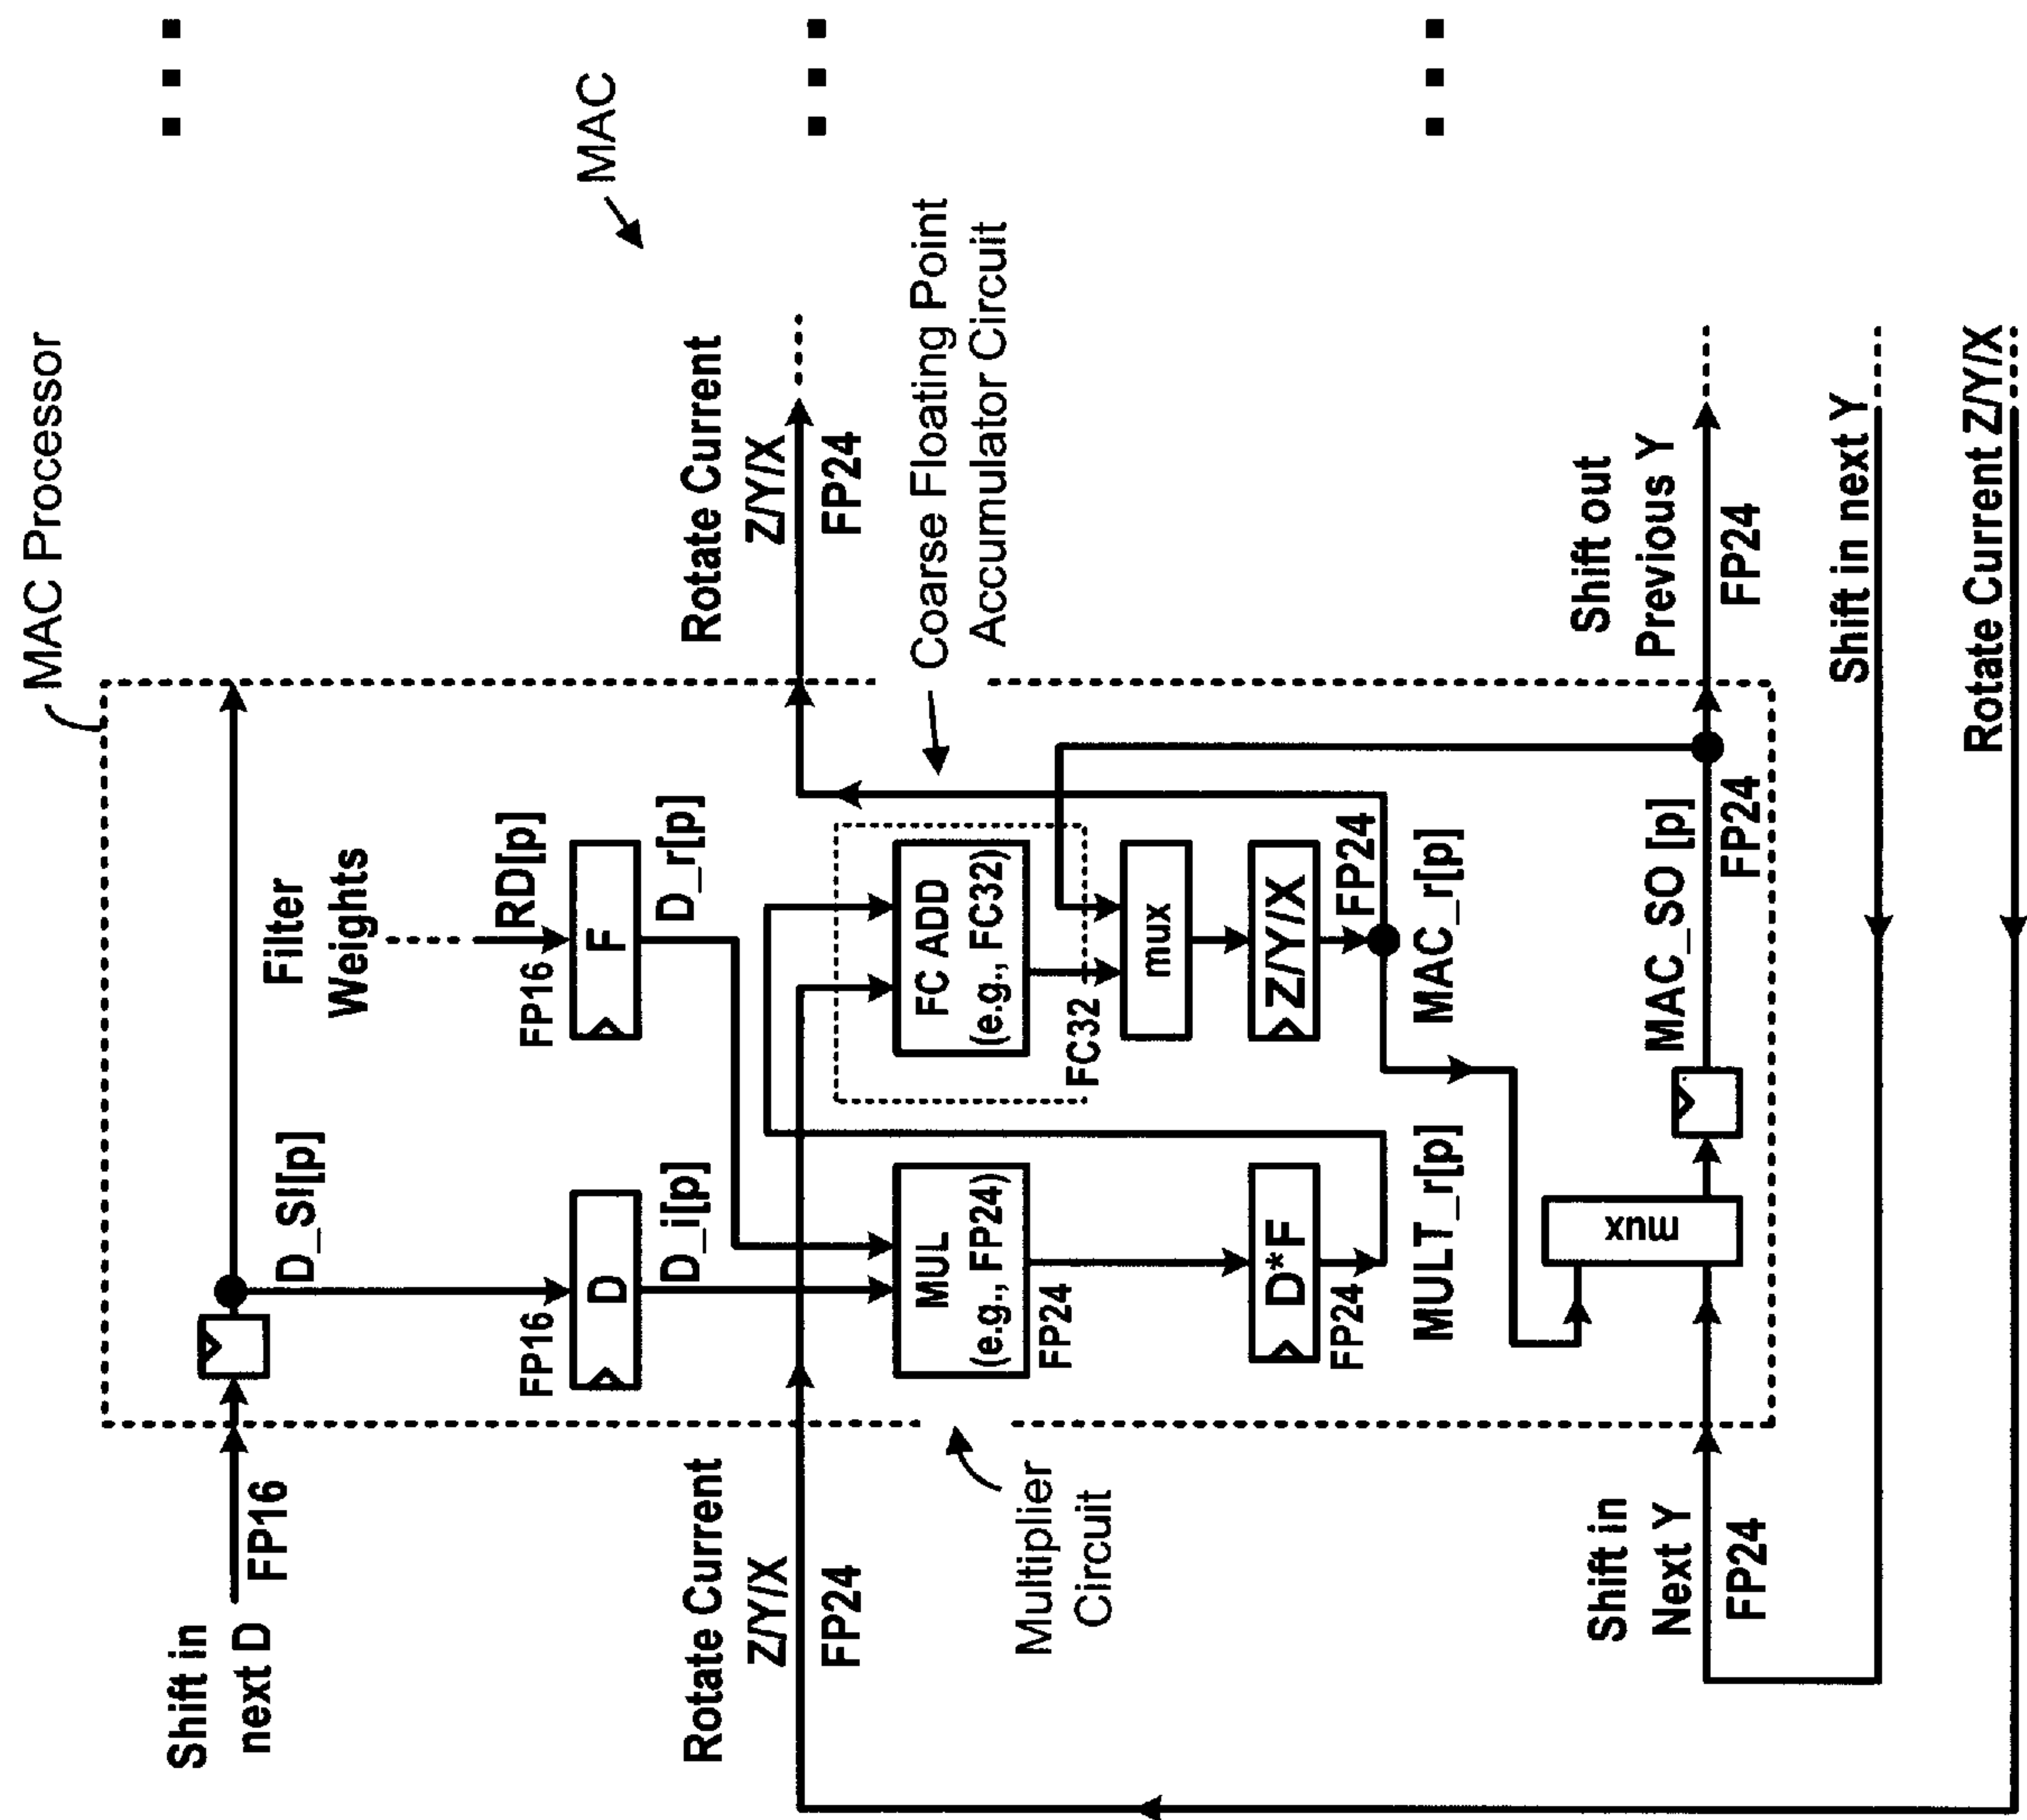 MAC Processor
Shift in
next D
FP16
D_SI[p]
Filter
Weights
RD[p]
FP16
D
D_i[p]
FP16
F
D_r[p]
MAC
Rotate Current
Z/Y/X
FP24
Rotate Current
Z/Y/X
FP24
MUL
(e.g., FP24)
FP24
FC ADD
(e.g., FC32)
FC32
Coarse Floating Point
Accumulator Circuit
Multiplier
Circuit
mux
D*F
FP24
MULT_r[p]
Z/Y/X
FP24
MAC_r[p]
mux
MAC_SO [p]
FP24
Shift in
Next Y
FP24
Shift out
Previous Y
FP24
Shift in next Y
Rotate Current Z/Y/X